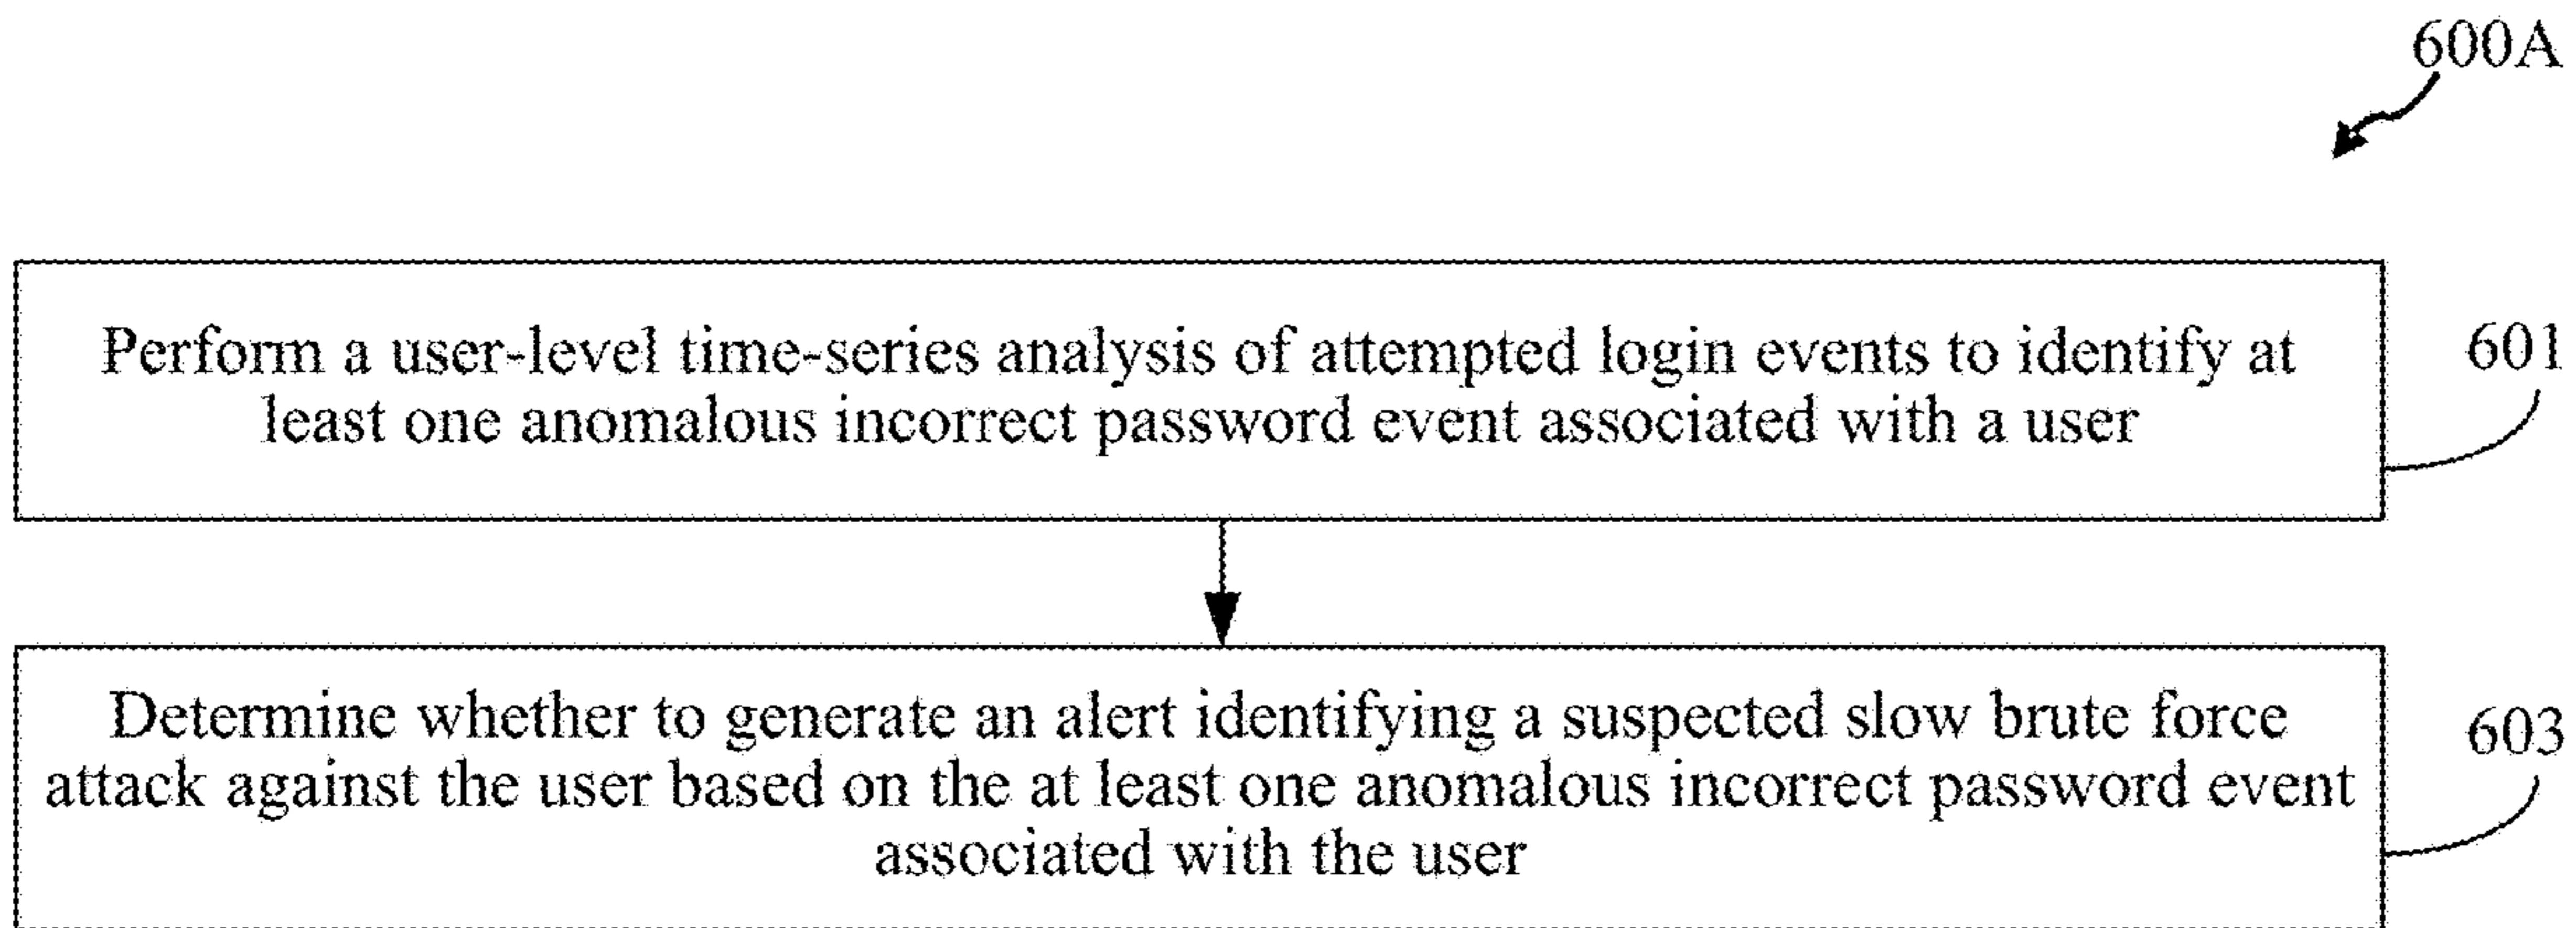 600A
Perform a user-level time-series analysis of attempted login events to identify at
least one anomalous incorrect password event associated with a user
601
Determine whether to generate an alert identifying a suspected slow brute force
attack against the user based on the at least one anomalous incorrect password event
associated with the user
603